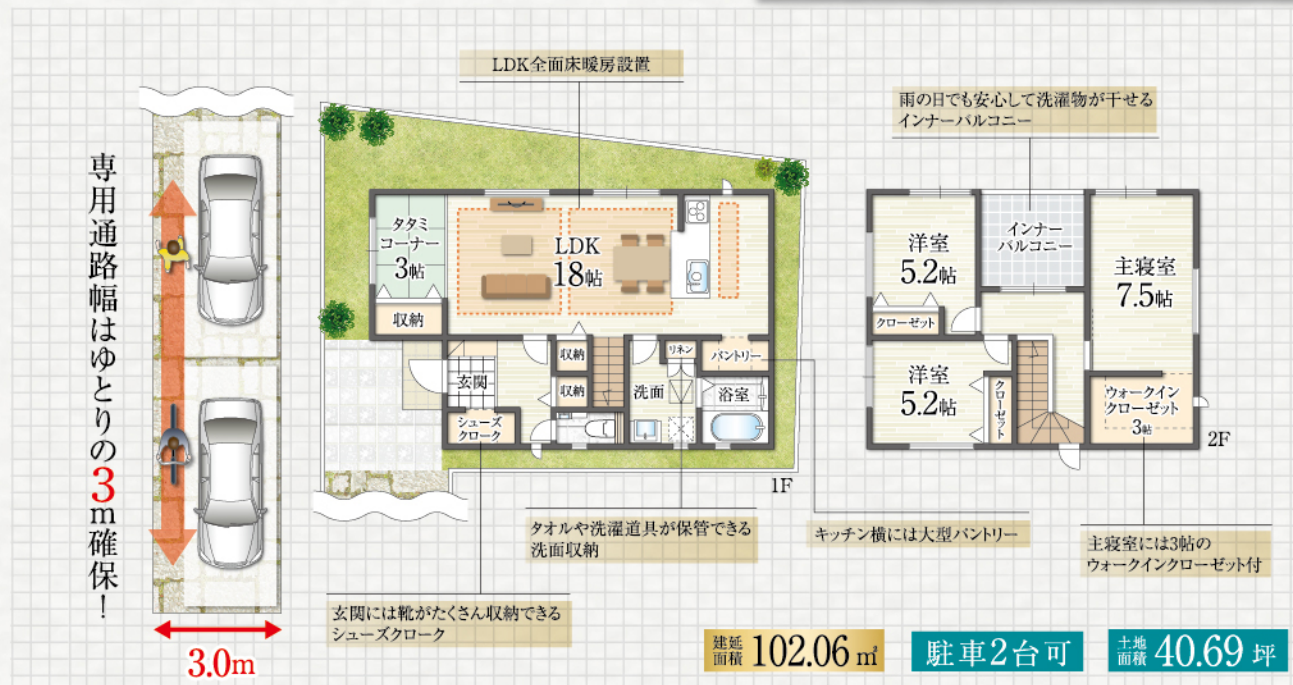 LDK全面床暖房設置
雨の日でも安心して洗濯物が干せる
インナーバルコニー
専用通路幅はゆとりの3m確保!
3.0m
タタミ
コーナー
3帖
収納
LDK
18帖
玄関
シューズ
クローク
収納
収納
洗面
リネン
パントリー
浴室
1F
洋室
5.2帖
クローゼット
インナー
バルコニー
主寝室
7.5帖
洋室
5.2帖
クローゼット
ウォークイン
クローゼット
3帖
2F
タオルや洗濯道具が保管できる
洗面収納
キッチン横には大型パントリー
主寝室には3帖の
ウォークインクローゼット付
玄関には靴がたくさん収納できる
シューズクローク
建延
面積 102.06㎡
駐車2台可
土地
面積 40.69坪